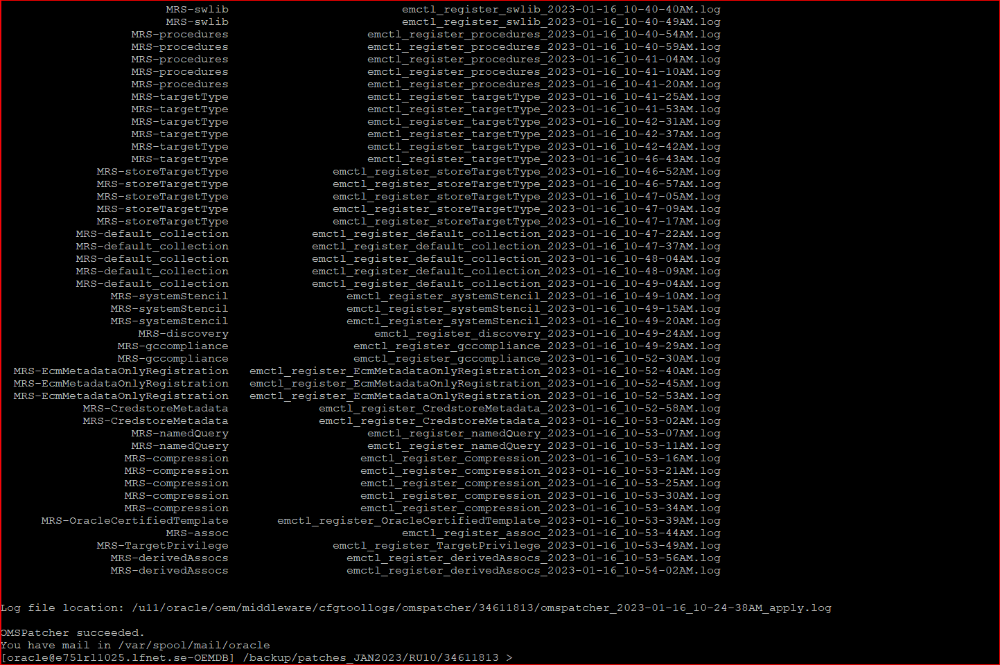 MRS-swlib emctl_register_swlib_2023-01-16_10-40-40AM.log
MRS-swlib emctl_register_swlib_2023-01-16_10-40-49AM.log
MRS-procedures emctl_register_procedures_2023-01-16_10-40-54AM.log
MRS-procedures emctl_register_procedures_2023-01-16_10-40-59AM.log
MRS-procedures emctl_register_procedures_2023-01-16_10-41-04AM.log
MRS-procedures emctl_register_procedures_2023-01-16_10-41-10AM.log
MRS-procedures emctl_register_procedures_2023-01-16_10-41-20AM.log
MRS-targetType emctl_register_targetType_2023-01-16_10-41-25AM.log
MRS-targetType emctl_register_targetType_2023-01-16_10-41-53AM.log
MRS-targetType emctl_register_targetType_2023-01-16_10-42-31AM.log
MRS-targetType emctl_register_targetType_2023-01-16_10-42-37AM.log
MRS-targetType emctl_register_targetType_2023-01-16_10-42-42AM.log
MRS-targetType emctl_register_targetType_2023-01-16_10-46-43AM.log
MRS-storeTargetType emctl_register_storeTargetType_2023-01-16_10-46-52AM.log
MRS-storeTargetType emctl_register_storeTargetType_2023-01-16_10-46-57AM.log
MRS-storeTargetType emctl_register_storeTargetType_2023-01-16_10-47-05AM.log
MRS-storeTargetType emctl_register_storeTargetType_2023-01-16_10-47-09AM.log
MRS-storeTargetType emctl_register_storeTargetType_2023-01-16_10-47-17AM.log
MRS-default_collection emctl_register_default_collection_2023-01-16_10-47-22AM.log
MRS-default_collection emctl_register_default_collection_2023-01-16_10-47-37AM.log
MRS-default_collection emctl_register_default_collection_2023-01-16_10-48-04AM.log
MRS-default_collection emctl_register_default_collection_2023-01-16_10-48-09AM.log
MRS-default_collection emctl_register_default_collection_2023-01-16_10-49-04AM.log
MRS-systemStencil emctl_register_systemStencil_2023-01-16_10-49-10AM.log
MRS-systemStencil emctl_register_systemStencil_2023-01-16_10-49-15AM.log
MRS-systemStencil emctl_register_systemStencil_2023-01-16_10-49-20AM.log
MRS-discovery emctl_register_discovery_2023-01-16_10-49-24AM.log
MRS-gccompliance emctl_register_gccompliance_2023-01-16_10-49-29AM.log
MRS-gccompliance emctl_register_gccompliance_2023-01-16_10-52-30AM.log
MRS-EcmMetadataOnlyRegistration emctl_register_EcmMetadataOnlyRegistration_2023-01-16_10-52-40AM.log
MRS-EcmMetadataOnlyRegistration emctl_register_EcmMetadataOnlyRegistration_2023-01-16_10-52-45AM.log
MRS-EcmMetadataOnlyRegistration emctl_register_EcmMetadataOnlyRegistration_2023-01-16_10-52-53AM.log
MRS-CredstoreMetadata emctl_register_CredstoreMetadata_2023-01-16_10-52-58AM.log
MRS-CredstoreMetadata emctl_register_CredstoreMetadata_2023-01-16_10-53-02AM.log
MRS-namedQuery emctl_register_namedQuery_2023-01-16_10-53-07AM.log
MRS-namedQuery emctl_register_namedQuery_2023-01-16_10-53-11AM.log
MRS-compression emctl_register_compression_2023-01-16_10-53-16AM.log
MRS-compression emctl_register_compression_2023-01-16_10-53-21AM.log
MRS-compression emctl_register_compression_2023-01-16_10-53-25AM.log
MRS-compression emctl_register_compression_2023-01-16_10-53-30AM.log
MRS-compression emctl_register_compression_2023-01-16_10-53-34AM.log
MRS-OracleCertifiedTemplate emctl_register_OracleCertifiedTemplate_2023-01-16_10-53-39AM.log
MRS-assoc emctl_register_assoc_2023-01-16_10-53-44AM.log
MRS-TargetPrivilege emctl_register_TargetPrivilege_2023-01-16_10-53-49AM.log
MRS-derivedAssocs emctl_register_derivedAssocs_2023-01-16_10-53-56AM.log
MRS-derivedAssocs emctl_register_derivedAssocs_2023-01-16_10-54-02AM.log
Log file location: /u11/oracle/oem/middleware/cfgtoollogs/omspatcher/34611813/omspatcher_2023-01-16_10-24-38AM_apply.log
OMSPatcher succeeded.
You have mail in /var/spool/mail/oracle
[oracle@e75lrl1025.lfnet.se-OEMDB] /backup/patches_JAN2023/RU10/34611813 >